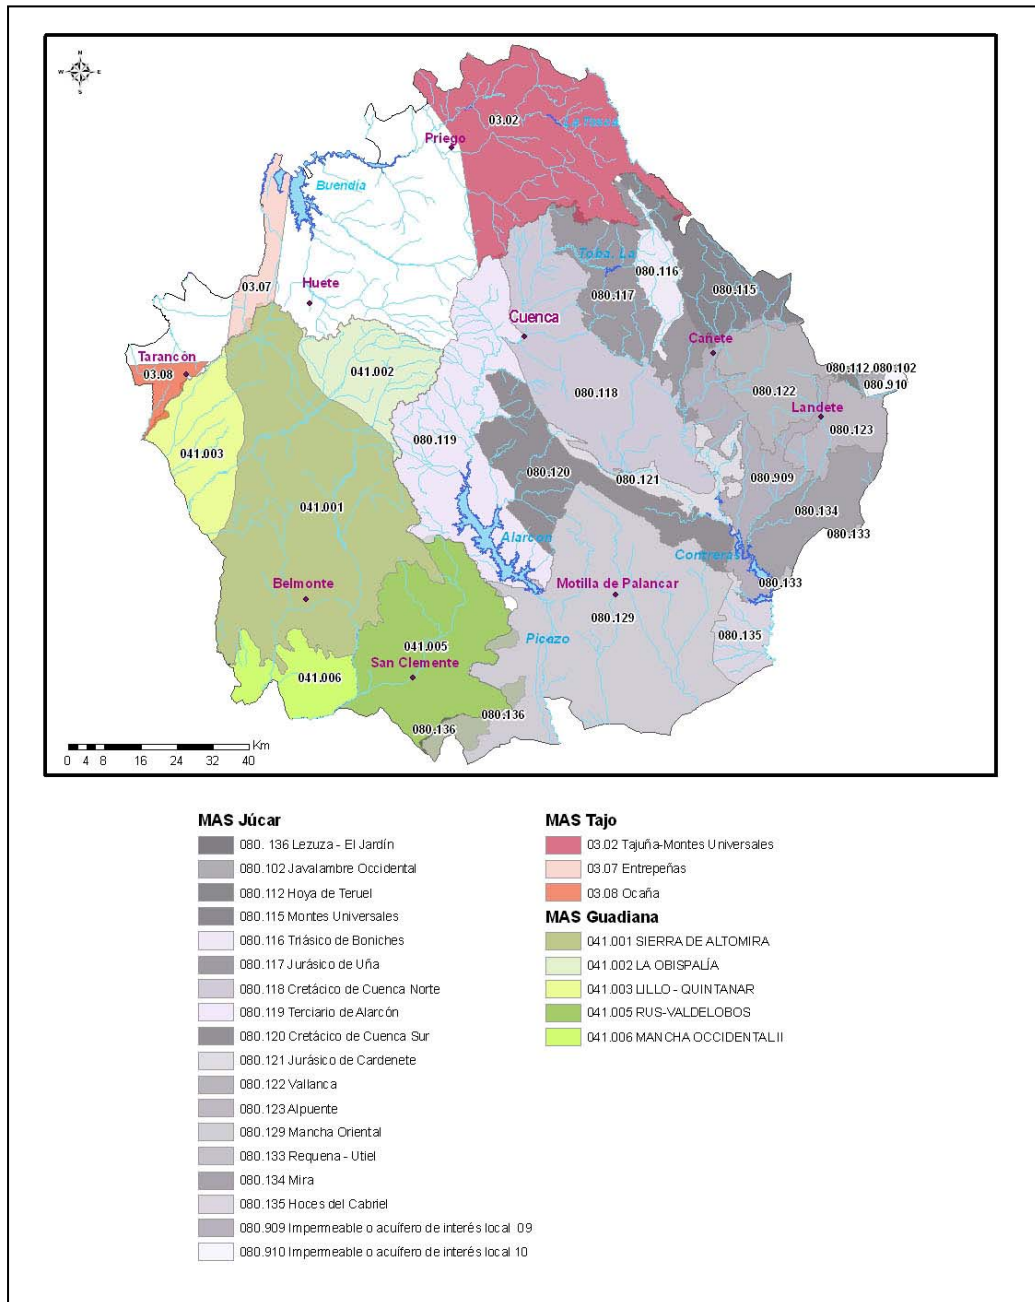 N
W E
S
03.02
La Tosca
Priego
Buendía
03.07
Huete
Toba, La
080.116
080.117
080.115
Cuenca
Cañete
Tarancón
03.08
041.002
080.112
080.102
080.910
080.118
080.122
Landete
080.123
041.003
080.119
080.120
080.121
080.909
041.001
080.134
080.133
Alarcón
Contreras
080.133
Belmonte
Motilla de Palancar
080.129
080.135
Picazo
041.005
San Clemente
041.006
080.136
080.136
Km
0 4 8 16 24 32 40
MAS Júcar
080. 136 Lezuza - El Jardín
080.102 Javalambre Occidental
080.112 Hoya de Teruel
080.115 Montes Universales
080.116 Triásico de Boniches
080.117 Jurásico de Uña
080.118 Cretácico de Cuenca Norte
080.119 Terciario de Alarcón
080.120 Cretácico de Cuenca Sur
080.121 Jurásico de Cardenete
080.122 Vallanca
080.123 Alpuente
080.129 Mancha Oriental
080.133 Requena - Utiel
080.134 Mira
080.135 Hoces del Cabriel
080.909 Impermeable o acuífero de interés local 09
080.910 Impermeable o acuífero de interés local 10
MAS Tajo
03.02 Tajuña-Montes Universales
03.07 Entrepeñas
03.08 Ocaña
MAS Guadiana
041.001 SIERRA DE ALTOMIRA
041.002 LA OBISPALÍA
041.003 LILLO - QUINTANAR
041.005 RUS-VALDELOBOS
041.006 MANCHA OCCIDENTAL II